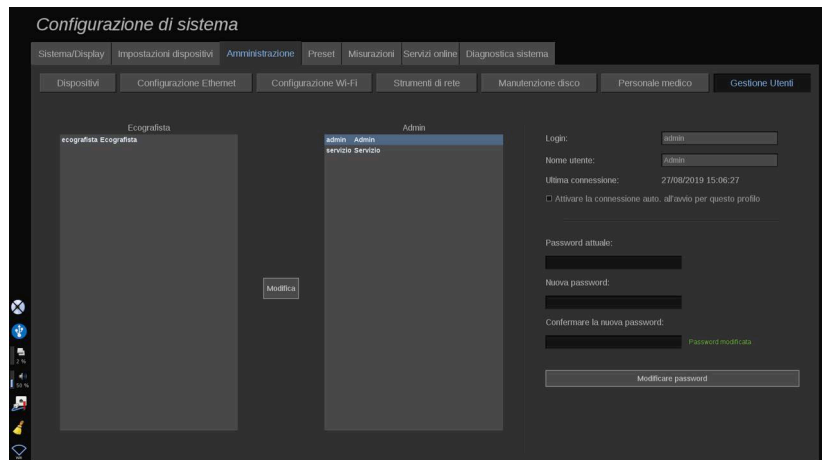 Configurazione di sistema
Sistema/Display Impostazioni dispositivi Amministrazione Preset Misurazioni Servizi online Diagnostica sistema
Dispositivi Configurazione Ethernet Configurazione Wi-Fi Strumenti di rete Manutenzione disco Personale medico Gestione Utenti
Ecografista
ecografista Ecografista
Modifica
Admin
admin Admin
servizio Servizio
Login: admin
Nome utente: Admin
Ultima connessione: 27/08/2019 15:06:27
Attivare la connessione auto. all'avvio per questo profilo
Password attuale:
Nuova password:
Confermare la nuova password:
Password modificata
Modificare password
2 %
59 %